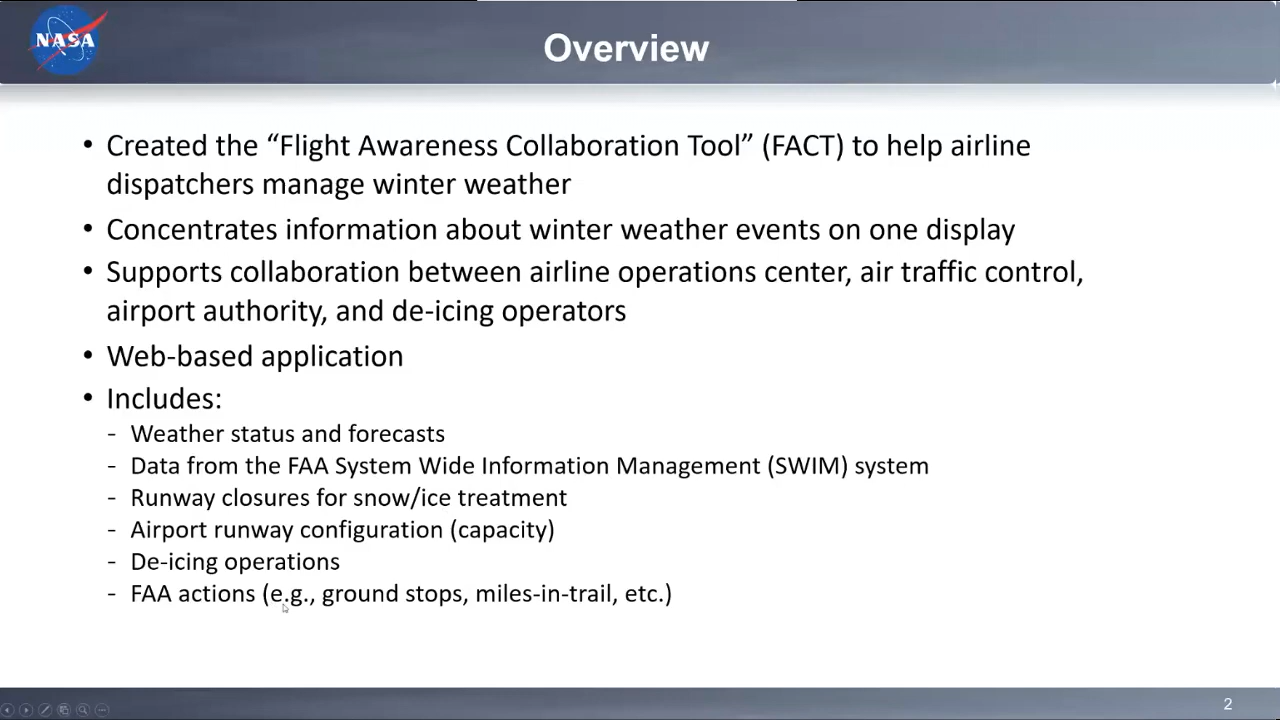 NASA
Overview
• Created the “Flight Awareness Collaboration Tool” (FACT) to help airline
dispatchers manage winter weather
• Concentrates information about winter weather events on one display
• Supports collaboration between airline operations center, air traffic control,
airport authority, and de-icing operators
• Web-based application
• Includes:
- Weather status and forecasts
- Data from the FAA System Wide Information Management (SWIM) system
- Runway closures for snow/ice treatment
- Airport runway configuration (capacity)
- De-icing operations
- FAA actions (e.g., ground stops, miles-in-trail, etc.)
2